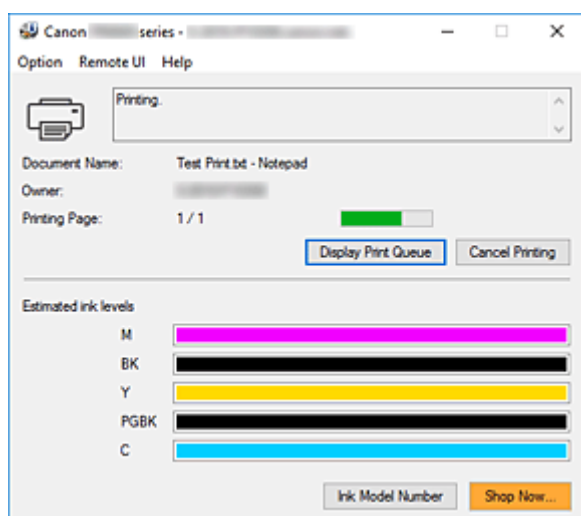 Canon series -
Option Remote UI Help
Printing.
Document Name: Test Print.txt - Notepad
Owner:
Printing Page: 1 / 1
Display Print Queue Cancel Printing
Estimated ink levels
M
BK
Y
PGBK
C
Ink Model Number Shop Now...